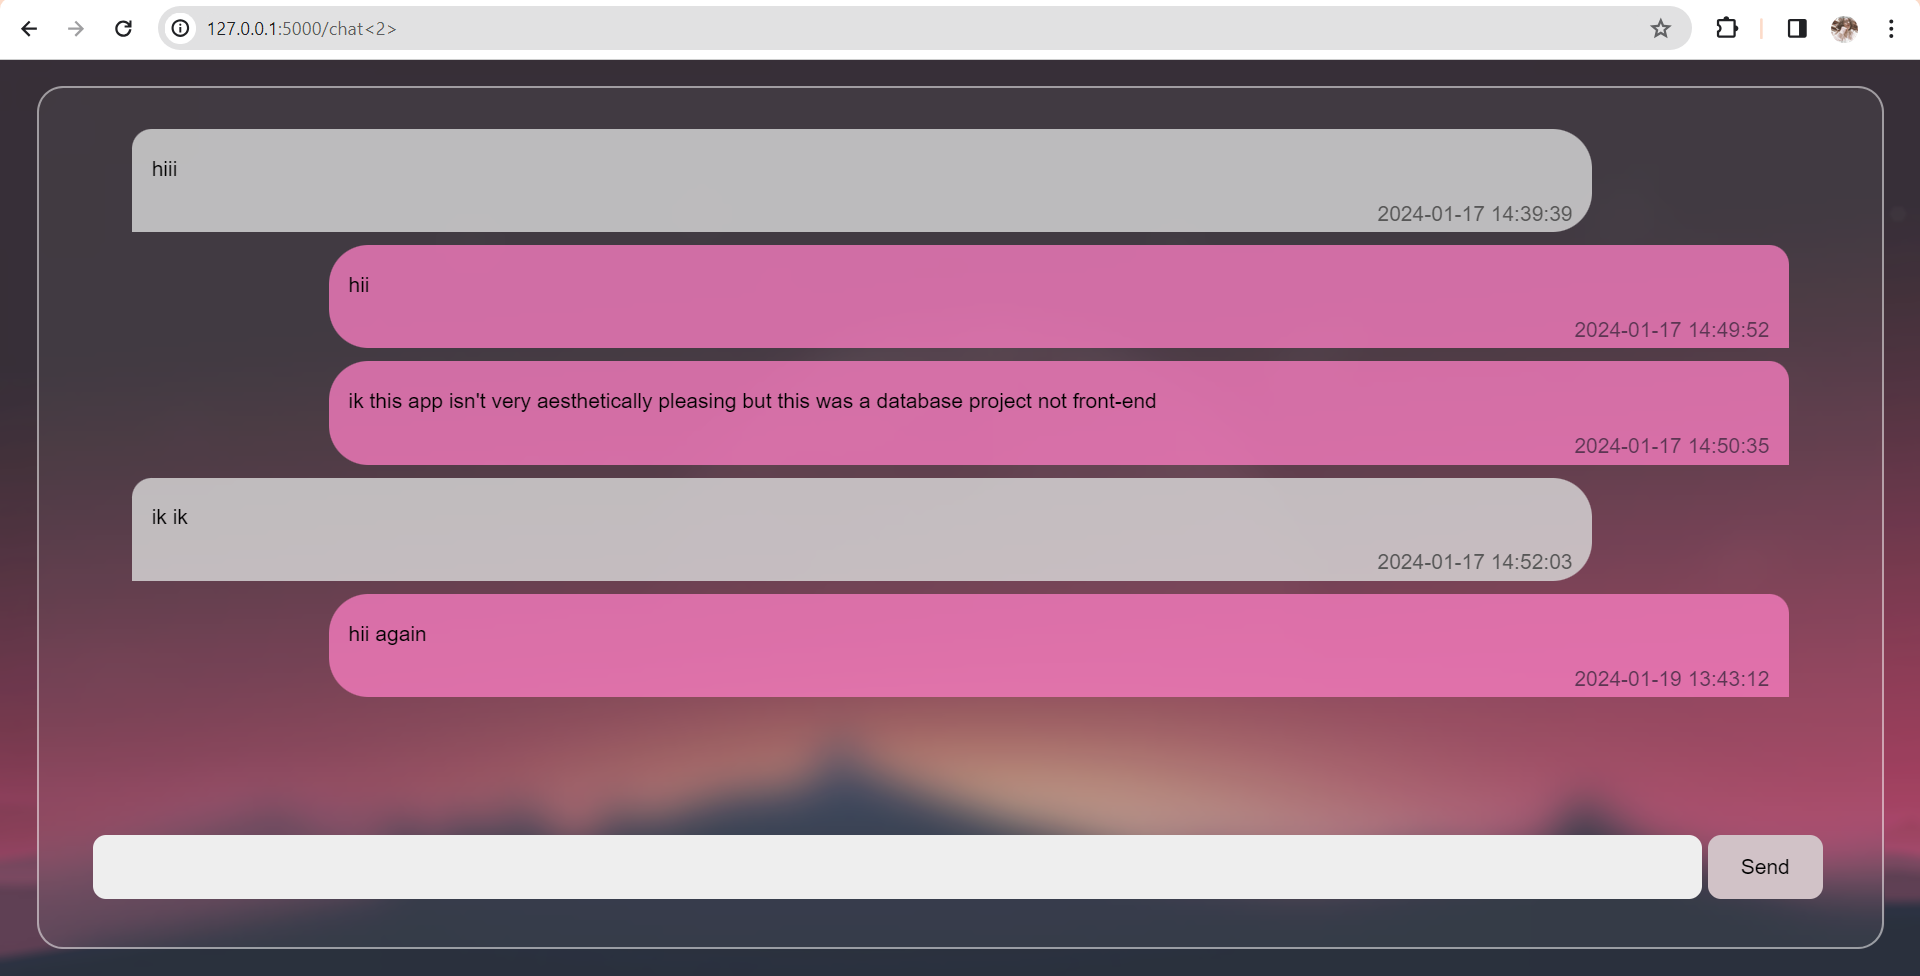 127.0.0.1:5000/chat<2>
hiii
2024-01-17 14:39:39
hii
2024-01-17 14:49:52
ik this app isn't very aesthetically pleasing but this was a database project not front-end
2024-01-17 14:50:35
ik ik
2024-01-17 14:52:03
hii again
2024-01-19 13:43:12
Send